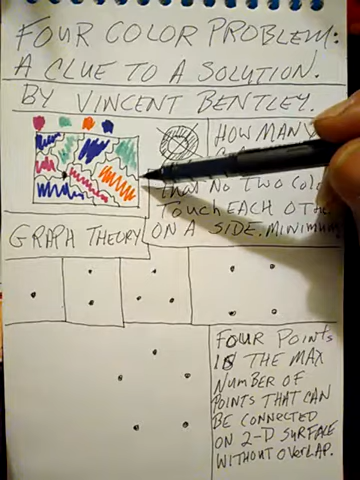 FOUR COLOR PROBLEM:
A CLUE TO A SOLUTION.
BY VINCENT BENTLEY.
HOW MANY
that No Two Colo
Touch EACH OTHE
ON A SIDE. MINIMUM.
GRAPH THEORY
FOUR POINTS
IS THE MAX
NUMBER OF
POINTS THAT CAN
BE CONNECTED
ON 2-D SURFACE
WITHOUT OVERLAP.